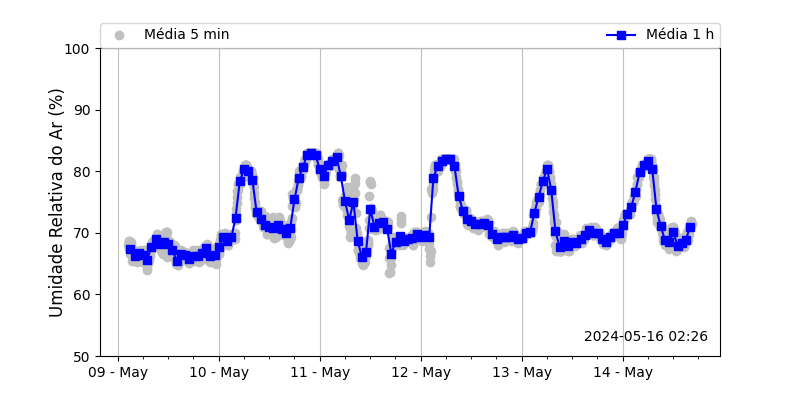 Média 5 min
Média 1 h
100
90
80
70
60
50
Umidade Relativa do Ar (%)
2024-05-16 02:26
09 - May
10 - May
11 - May
12 - May
13 - May
14 - May